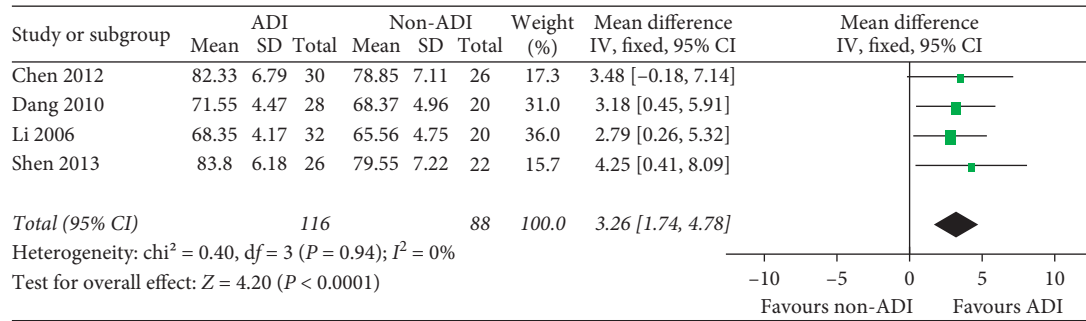 Study or subgroup ADI Non-ADI Weight (%) Mean difference IV, fixed, 95% CI Mean difference IV, fixed, 95% CI
Mean SD Total Mean SD Total
Chen 2012 82.33 6.79 30 78.85 7.11 26 17.3 3.48 [−0.18, 7.14]
Dang 2010 71.55 4.47 28 68.37 4.96 20 31.0 3.18 [0.45, 5.91]
Li 2006 68.35 4.17 32 65.56 4.75 20 36.0 2.79 [0.26, 5.32]
Shen 2013 83.8 6.18 26 79.55 7.22 22 15.7 4.25 [0.41, 8.09]
Total (95% CI) 116 88 100.0 3.26 [1.74, 4.78]
Heterogeneity: chi² = 0.40, df = 3 (P = 0.94); I² = 0%
Test for overall effect: Z = 4.20 (P < 0.0001)
−10 −5 0 5 10
Favours non-ADI Favours ADI